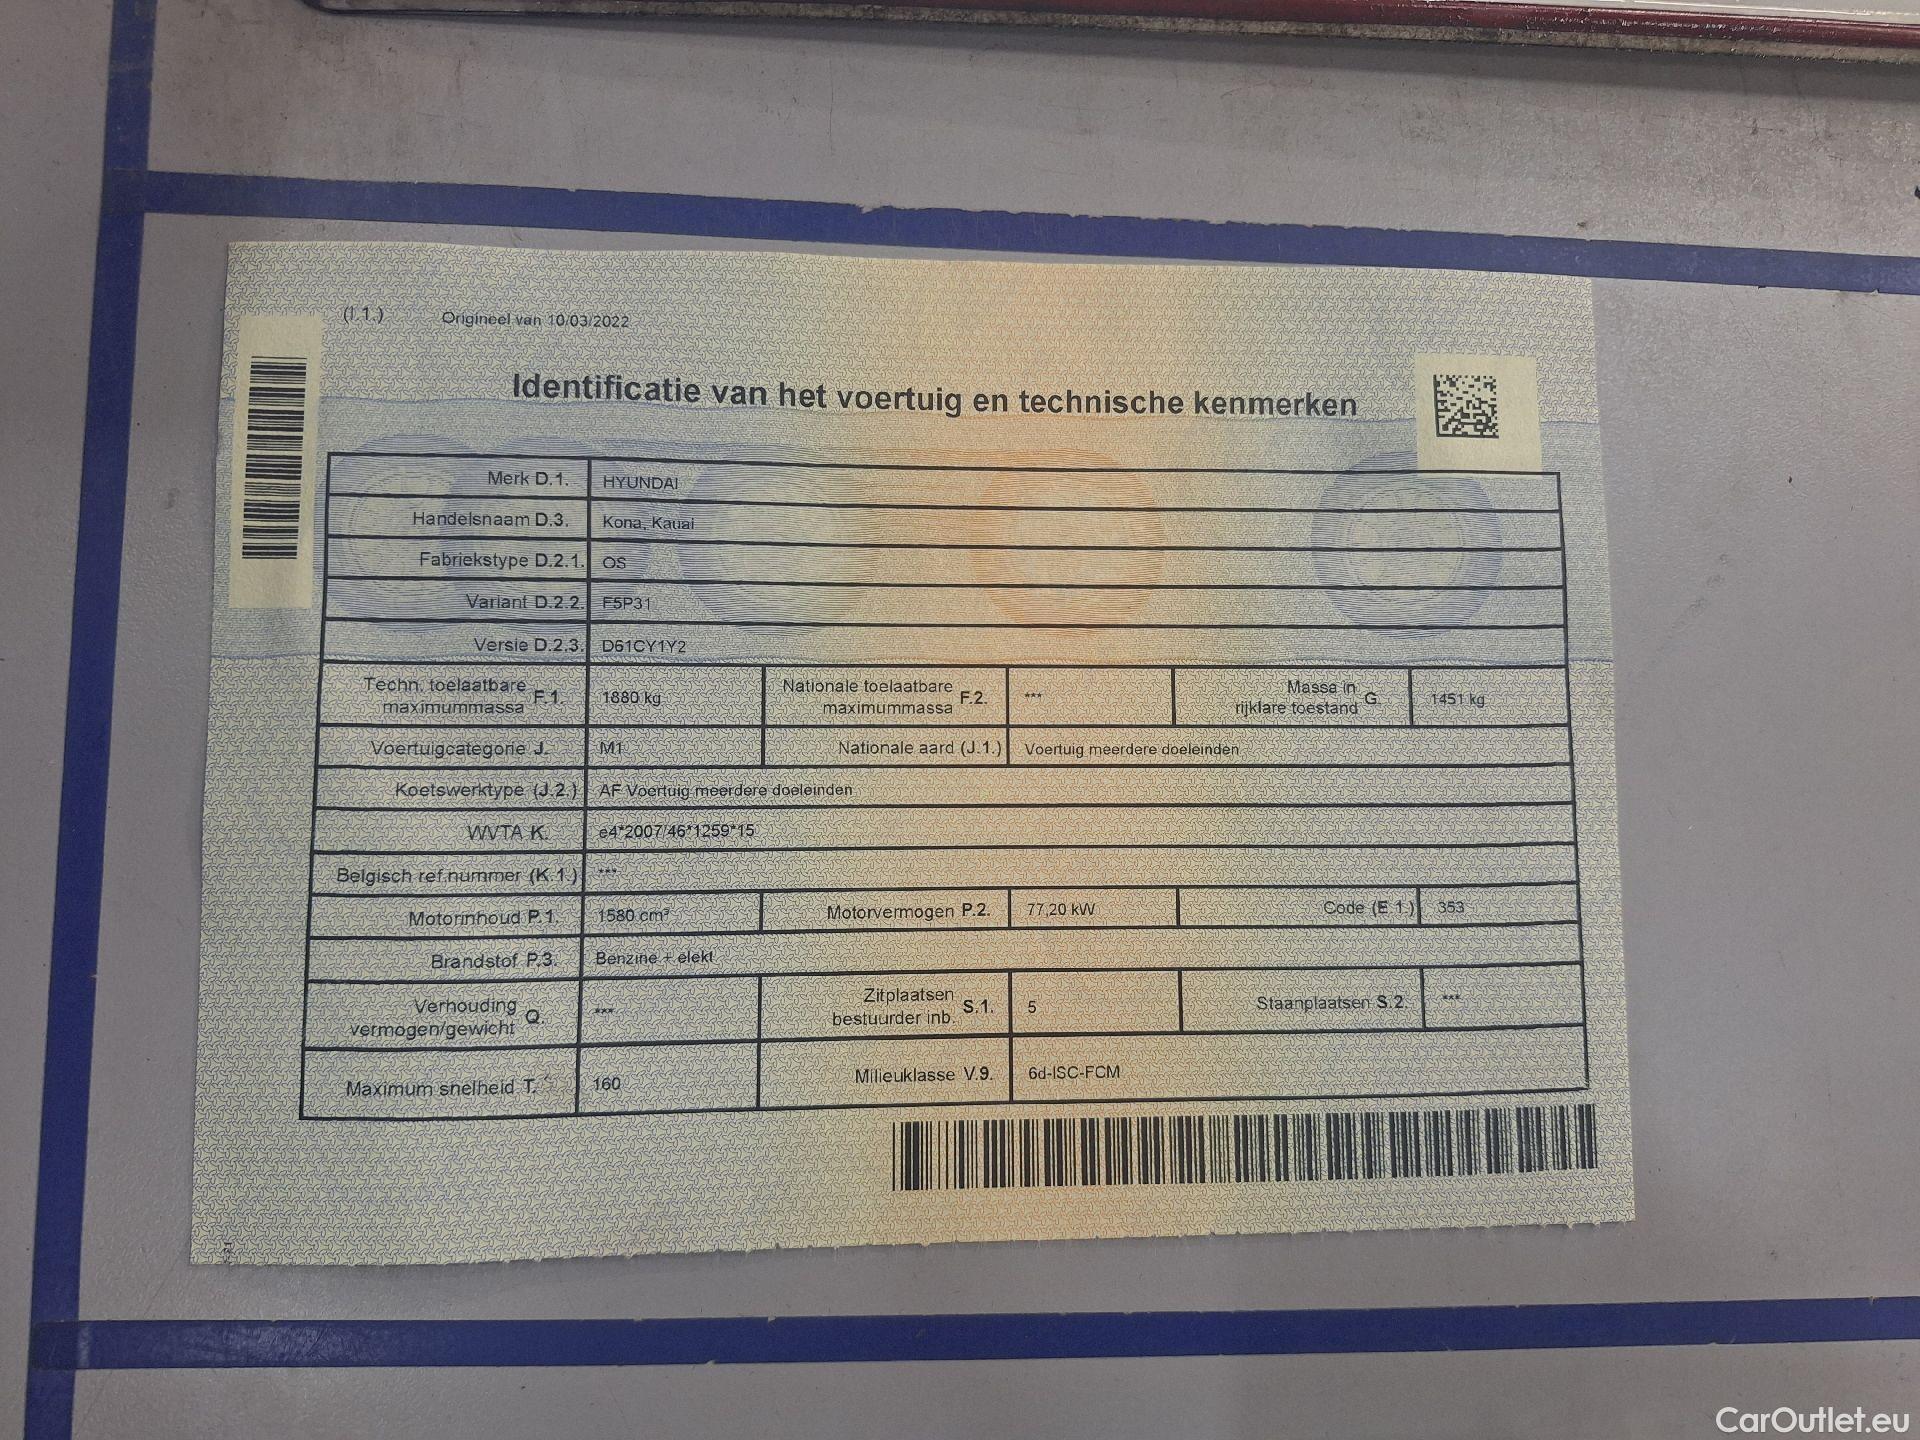 (I.1.) Origineel van 10/03/2022
Identificatie van het voertuig en technische kenmerken
Merk D.1. HYUNDAI
Handelsnaam D.3. Kona, Kauai
Fabriekstype D.2.1. OS
Variant D.2.2. F5P31
Versie D.2.3. D61CY1Y2
Techn. toelaatbare maximummassa F.1. 1880 kg Nationale toelaatbare maximummassa F.2. *** Massa in rijklare toestand G. 1451 kg
Voertuigcategorie J. M1 Nationale aard (J.1.) Voertuig meerdere doeleinden
Koetswerktype (J.2.) AF Voertuig meerdere doeleinden
WVTA K. e4*2007/46*1259*15
Belgisch ref.nummer (K.1.) ***
Motorinhoud P.1. 1580 cm³ Motorvermogen P.2. 77,20 kW Code (E.1.) 353
Brandstof P.3. Benzine + elekt
Verhouding vermogen/gewicht Q. *** Zitplaatsen bestuurder inb. S.1. 5 Staanplaatsen S.2. ***
Maximum snelheid T. 160 Milieuklasse V.9. 6d-ISC-FCM
CarOutlet.eu